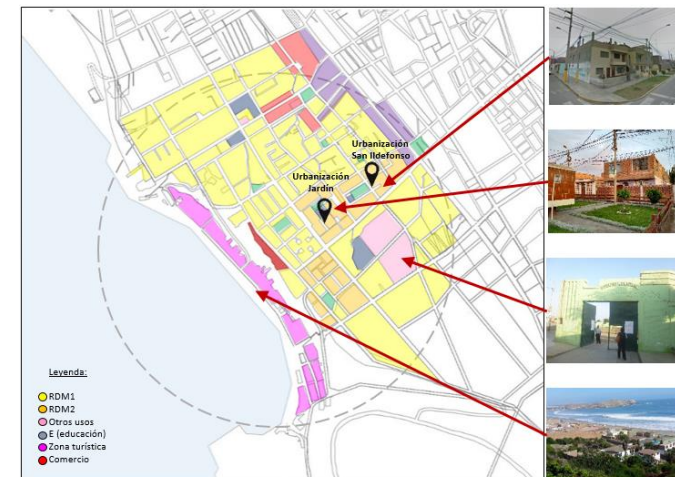 Urbanización
San Ildefonso
Urbanización
Jardín
Leyenda:
RDM1
RDM2
Otros usos
E (educación)
Zona turística
Comercio